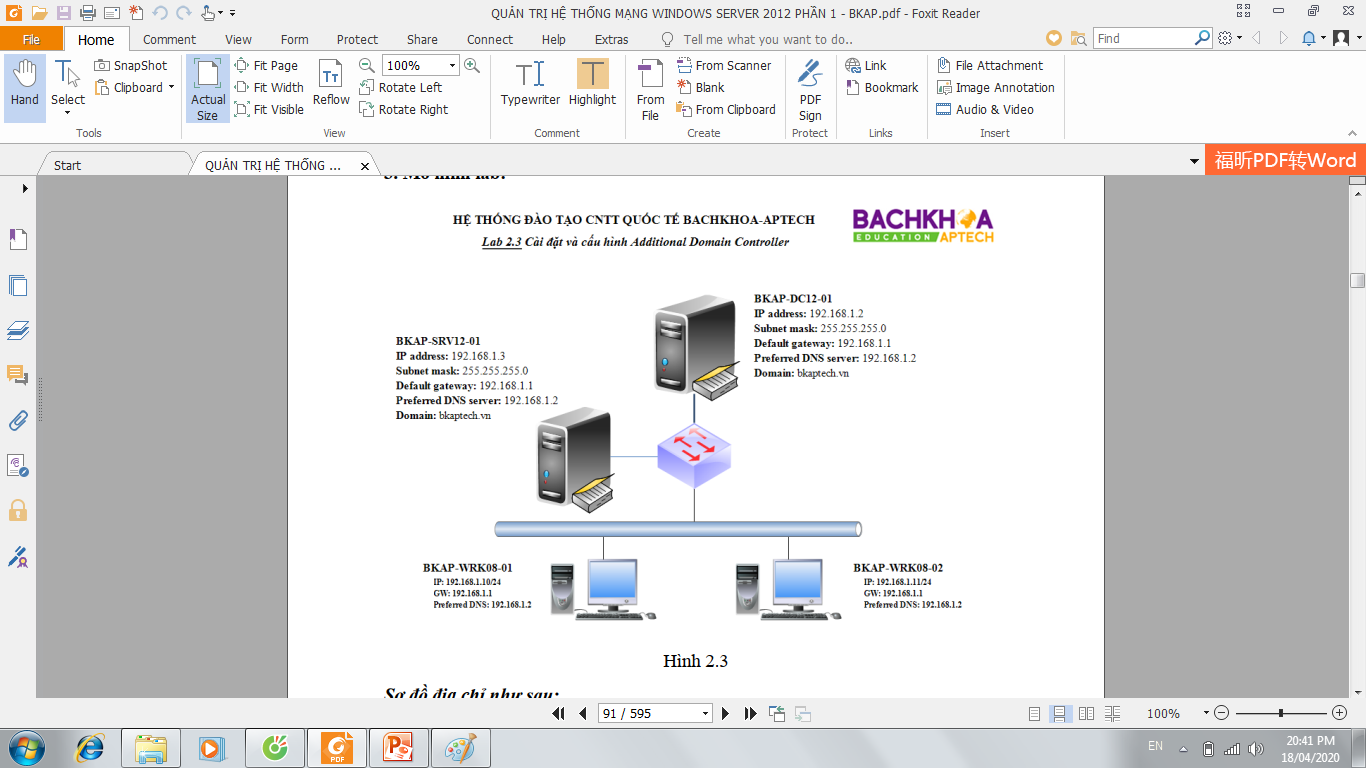 QUẢN TRỊ HỆ THỐNG MẠNG WINDOWS SERVER 2012 PHẦN 1 - BKAP.pdf - Foxit Reader
File Home Comment View Form Protect Share Connect Help Extras Tell me what you want to do.. Find
Hand
Select
SnapShot
Clipboard
Tools
Actual Size
Fit Page
Fit Width
Fit Visible
Reflow
100%
Rotate Left
Rotate Right
View
Typewriter
Highlight
Comment
From File
From Scanner
Blank
From Clipboard
Create
PDF Sign
Protect
Link
Bookmark
Links
File Attachment
Image Annotation
Audio & Video
Insert
Start
QUẢN TRỊ HỆ THỐNG ...
福昕PDF转Word
HỆ THỐNG ĐÀO TẠO CNTT QUỐC TẾ BACHKHOA-APTECH
Lab 2.3 Cài đặt và cấu hình Additional Domain Controller
BACHKHOA
EDUCATION APTECH
BKAP-DC12-01
IP address: 192.168.1.2
Subnet mask: 255.255.255.0
Default gateway: 192.168.1.1
Preferred DNS server: 192.168.1.2
Domain: bkaptech.vn
BKAP-SRV12-01
IP address: 192.168.1.3
Subnet mask: 255.255.255.0
Default gateway: 192.168.1.1
Preferred DNS server: 192.168.1.2
Domain: bkaptech.vn
BKAP-WRK08-01
IP: 192.168.1.10/24
GW: 192.168.1.1
Preferred DNS: 192.168.1.2
BKAP-WRK08-02
IP: 192.168.1.11/24
GW: 192.168.1.1
Preferred DNS: 192.168.1.2
Hình 2.3
Sơ đồ địa chỉ như sau:
91 / 595
100%
PDF
EN
20:41 PM
18/04/2020